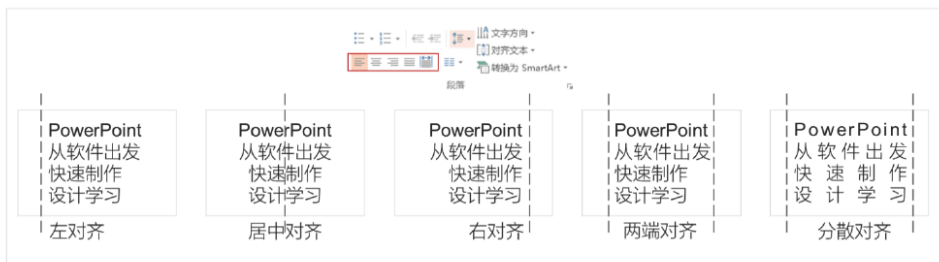 文字方向
对齐文本
转换为 SmartArt
段落
PowerPoint
从软件出发
快速制作
设计学习
左对齐
PowerPoint
从软件出发
快速制作
设计学习
居中对齐
PowerPoint
从软件出发
快速制作
设计学习
右对齐
PowerPoint
从软件出发
快速制作
设计学习
两端对齐
PowerPoint
从软件出发
快速制作
设计学习
分散对齐